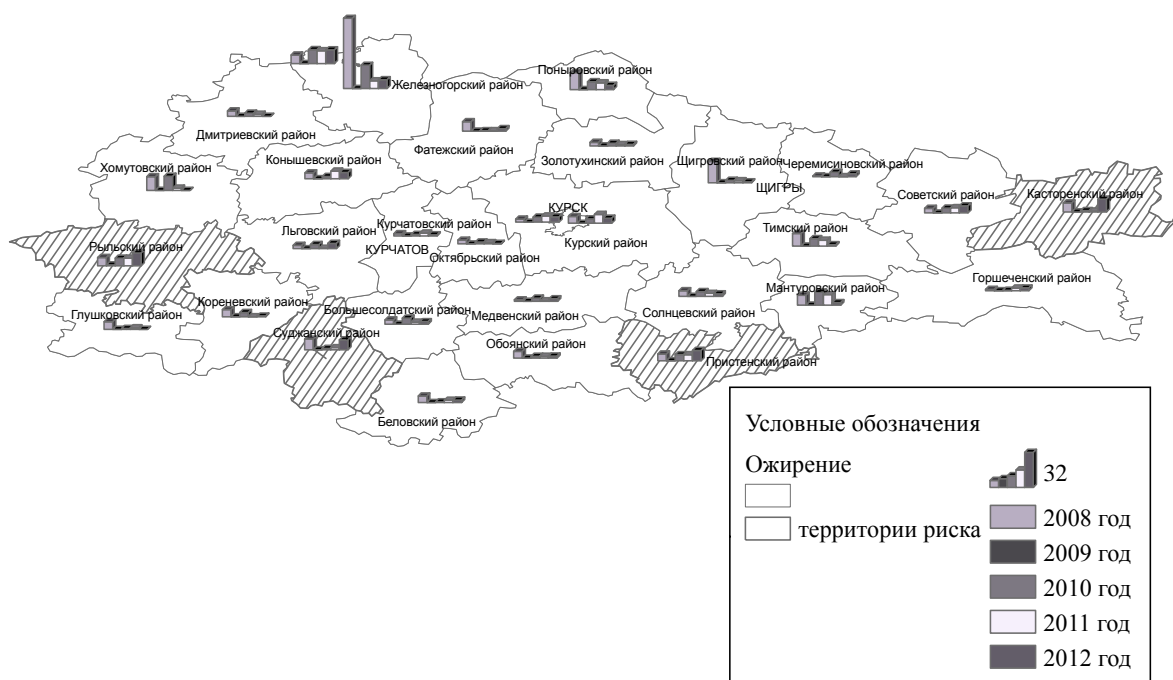 Железногорский район
Поныровский район
Дмитриевский район
Фатежский район
Золотухинский район
Хомутовский район
Конышевский район
Щигровский район
Черемисиновский район
ЩИГРЫ
Советский район
Касторенский район
КУРСК
Курчатовский район
Льговский район
КУРЧАТОВ
Октябрьский район
Курский район
Тимский район
Рыльский район
Горшеченский район
Мантуровский район
Кореневский район
Глушковский район
Большесолдатский район
Медвенский район
Солнцевский район
Суджанский район
Обоянский район
Пристенский район
Беловский район
Условные обозначения
Ожирение
территории риска
32
2008 год
2009 год
2010 год
2011 год
2012 год